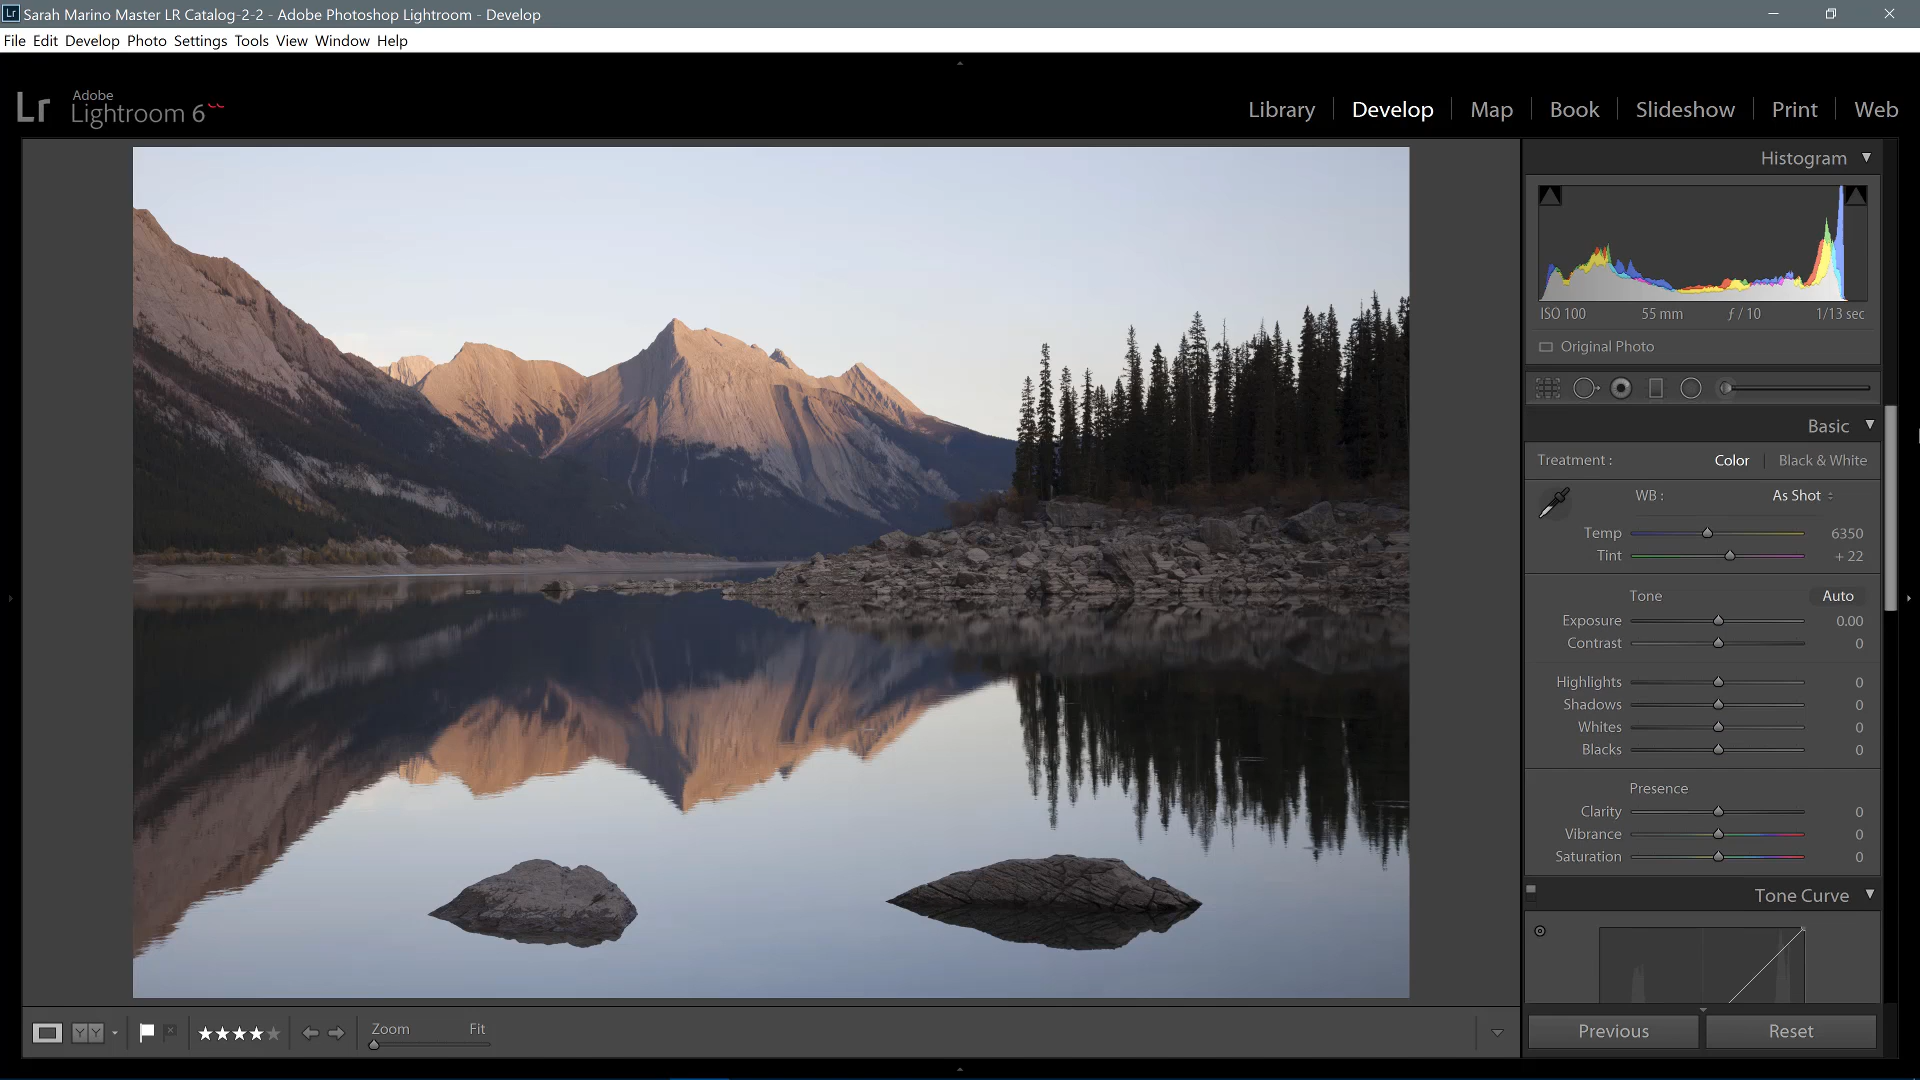 Lr Sarah Marino Master LR Catalog-2-2 - Adobe Photoshop Lightroom - Develop
File Edit Develop Photo Settings Tools View Window Help
Lr Adobe
Lightroom 6
Library Develop Map Book Slideshow Print Web
Histogram
ISO 100 55 mm ƒ / 10 1/13 sec
Original Photo
Basic
Treatment : Color Black & White
WB : As Shot
Temp 6350
Tint + 22
Tone Auto
Exposure 0.00
Contrast 0
Highlights 0
Shadows 0
Whites 0
Blacks 0
Presence
Clarity 0
Vibrance 0
Saturation 0
Tone Curve
YY Zoom Fit
Previous Reset